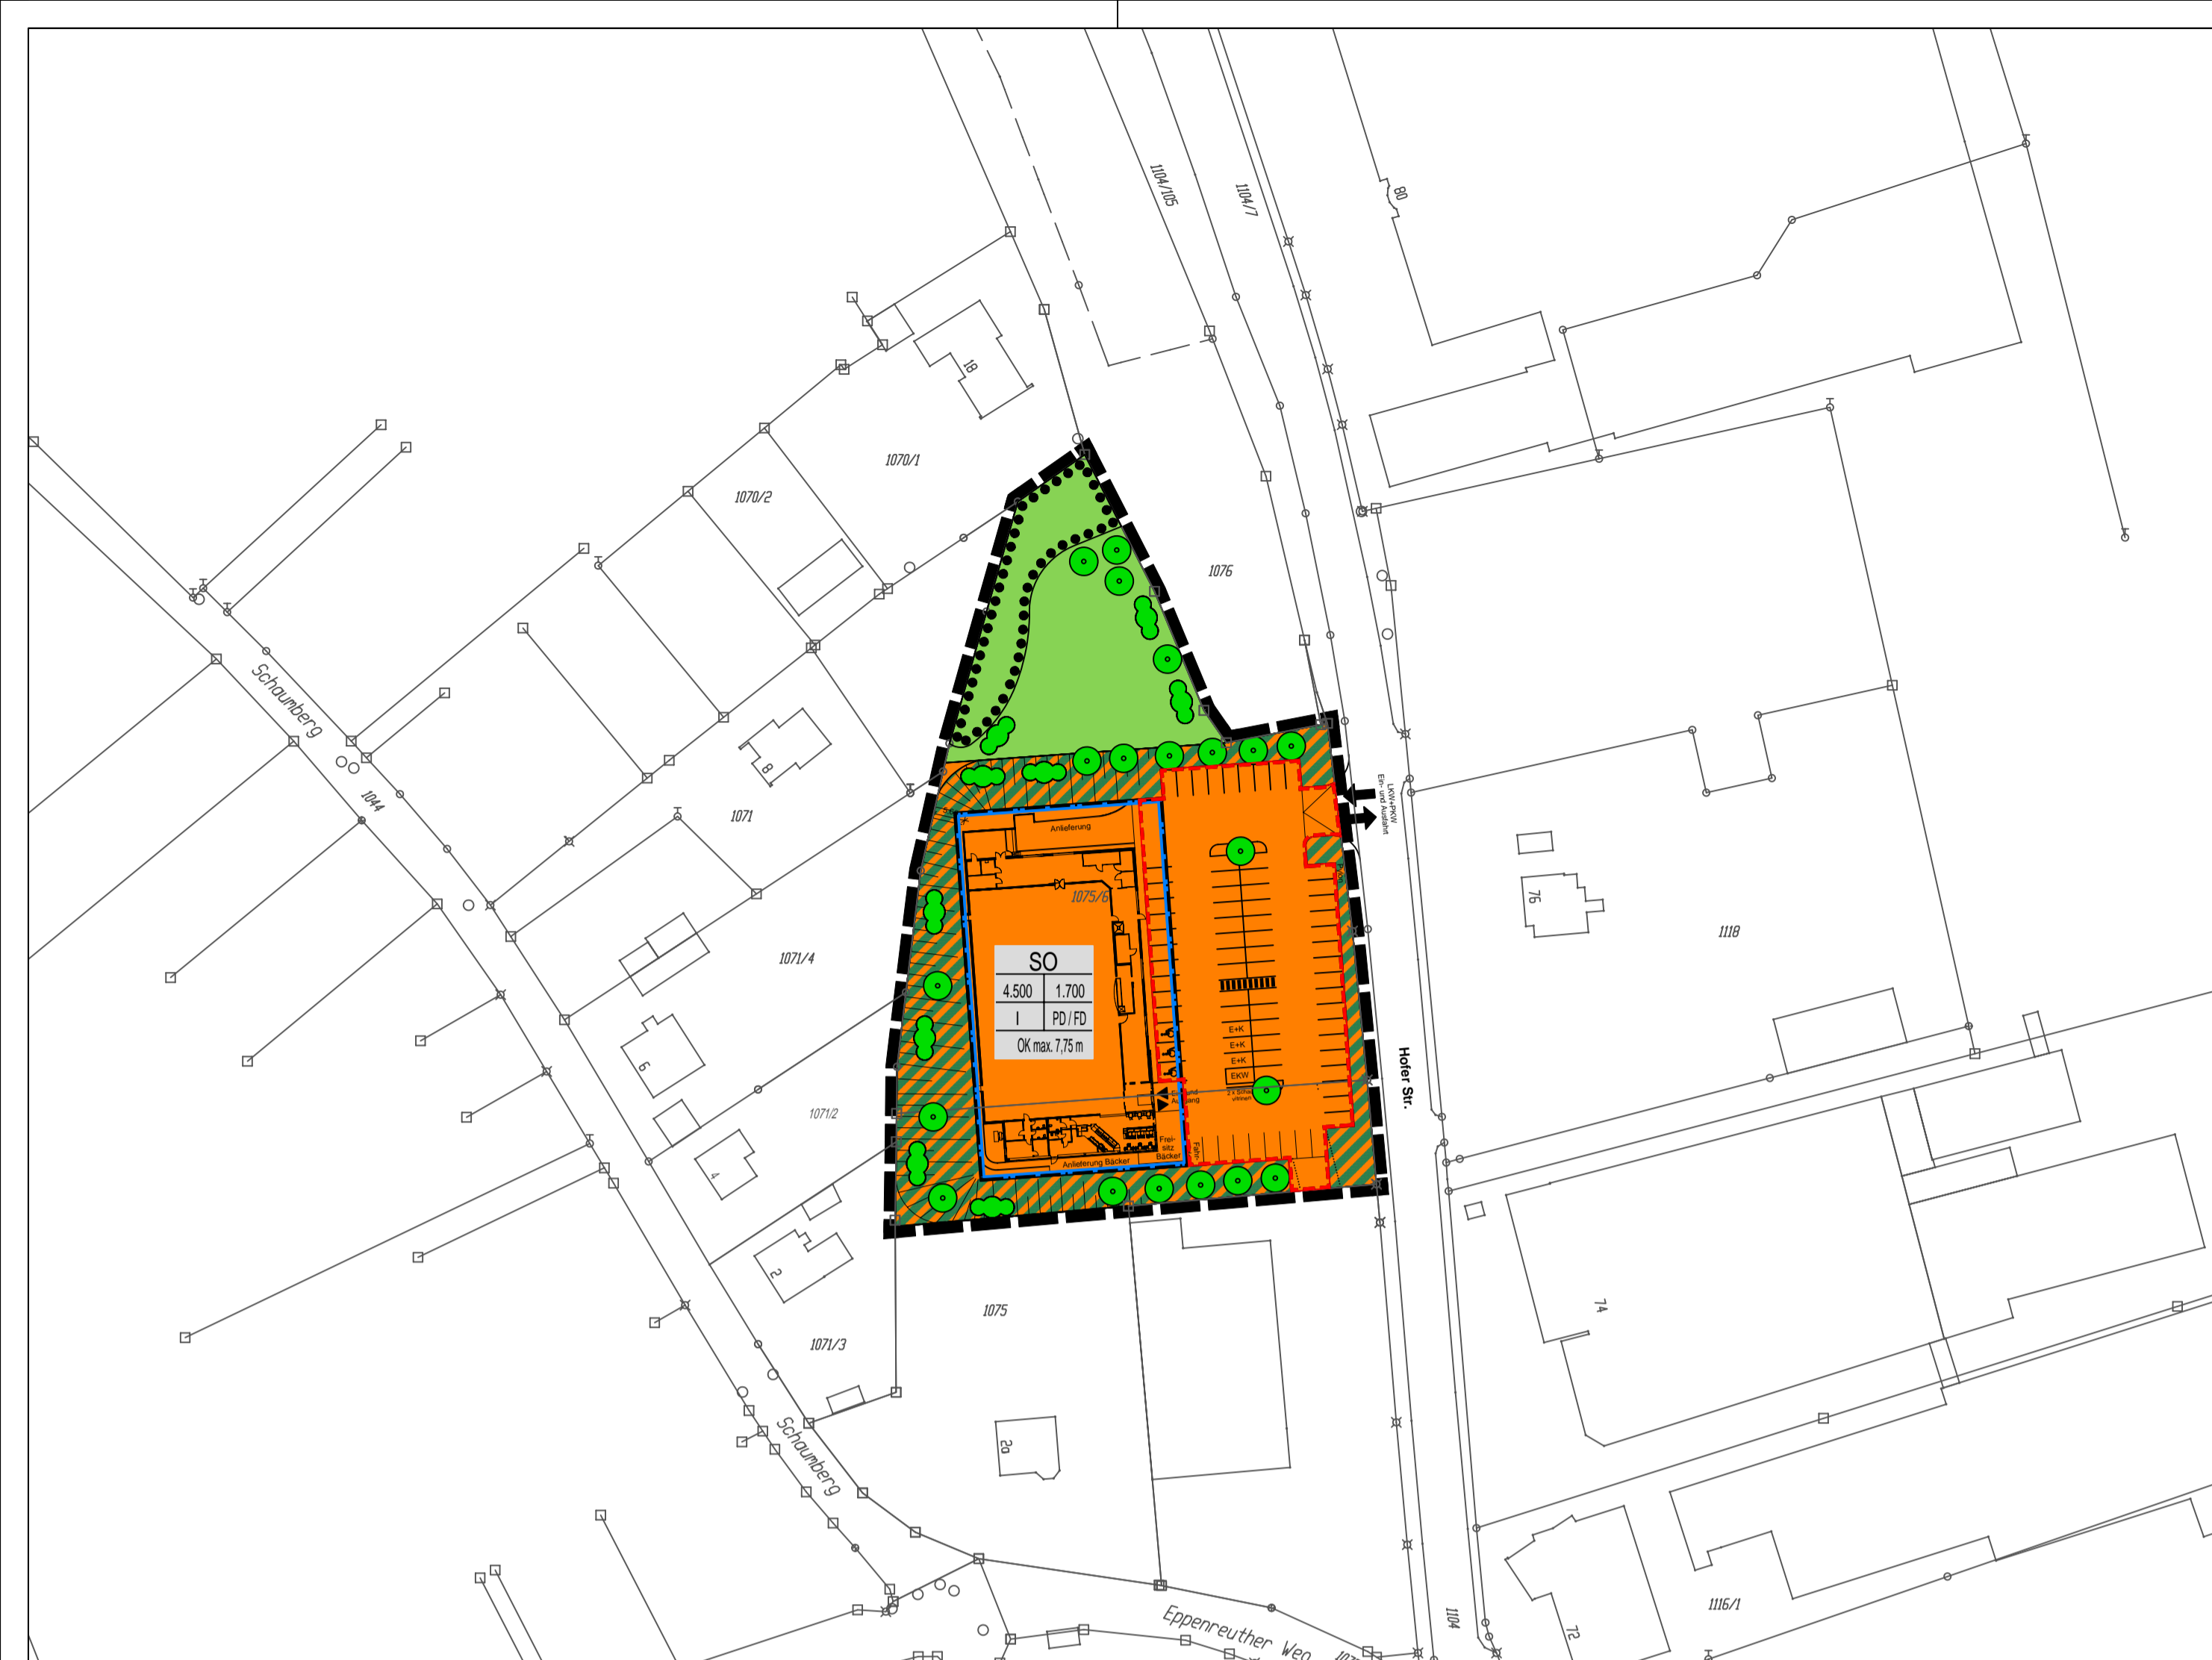 1104/105
1104/7
80
18
1070/1
1070/2
1076
Schaumberg
1044
8
1071
LKW+PKW
Ein- und Ausfahrt
Anlieferung
1075/6
76
1118
1071/4
SO
4.500 1.700
I PD / FD
OK max. 7,75 m
E+K
E+K
E+K
EKW
Hofer Str.
6
1071/2
4
Frei-
sitz
Bäcker
Anlieferung Bäcker
Fahr-
2
1075
74
1071/3
2a
Schaumberg
Eppenreuther Weg
1104
72
1116/1